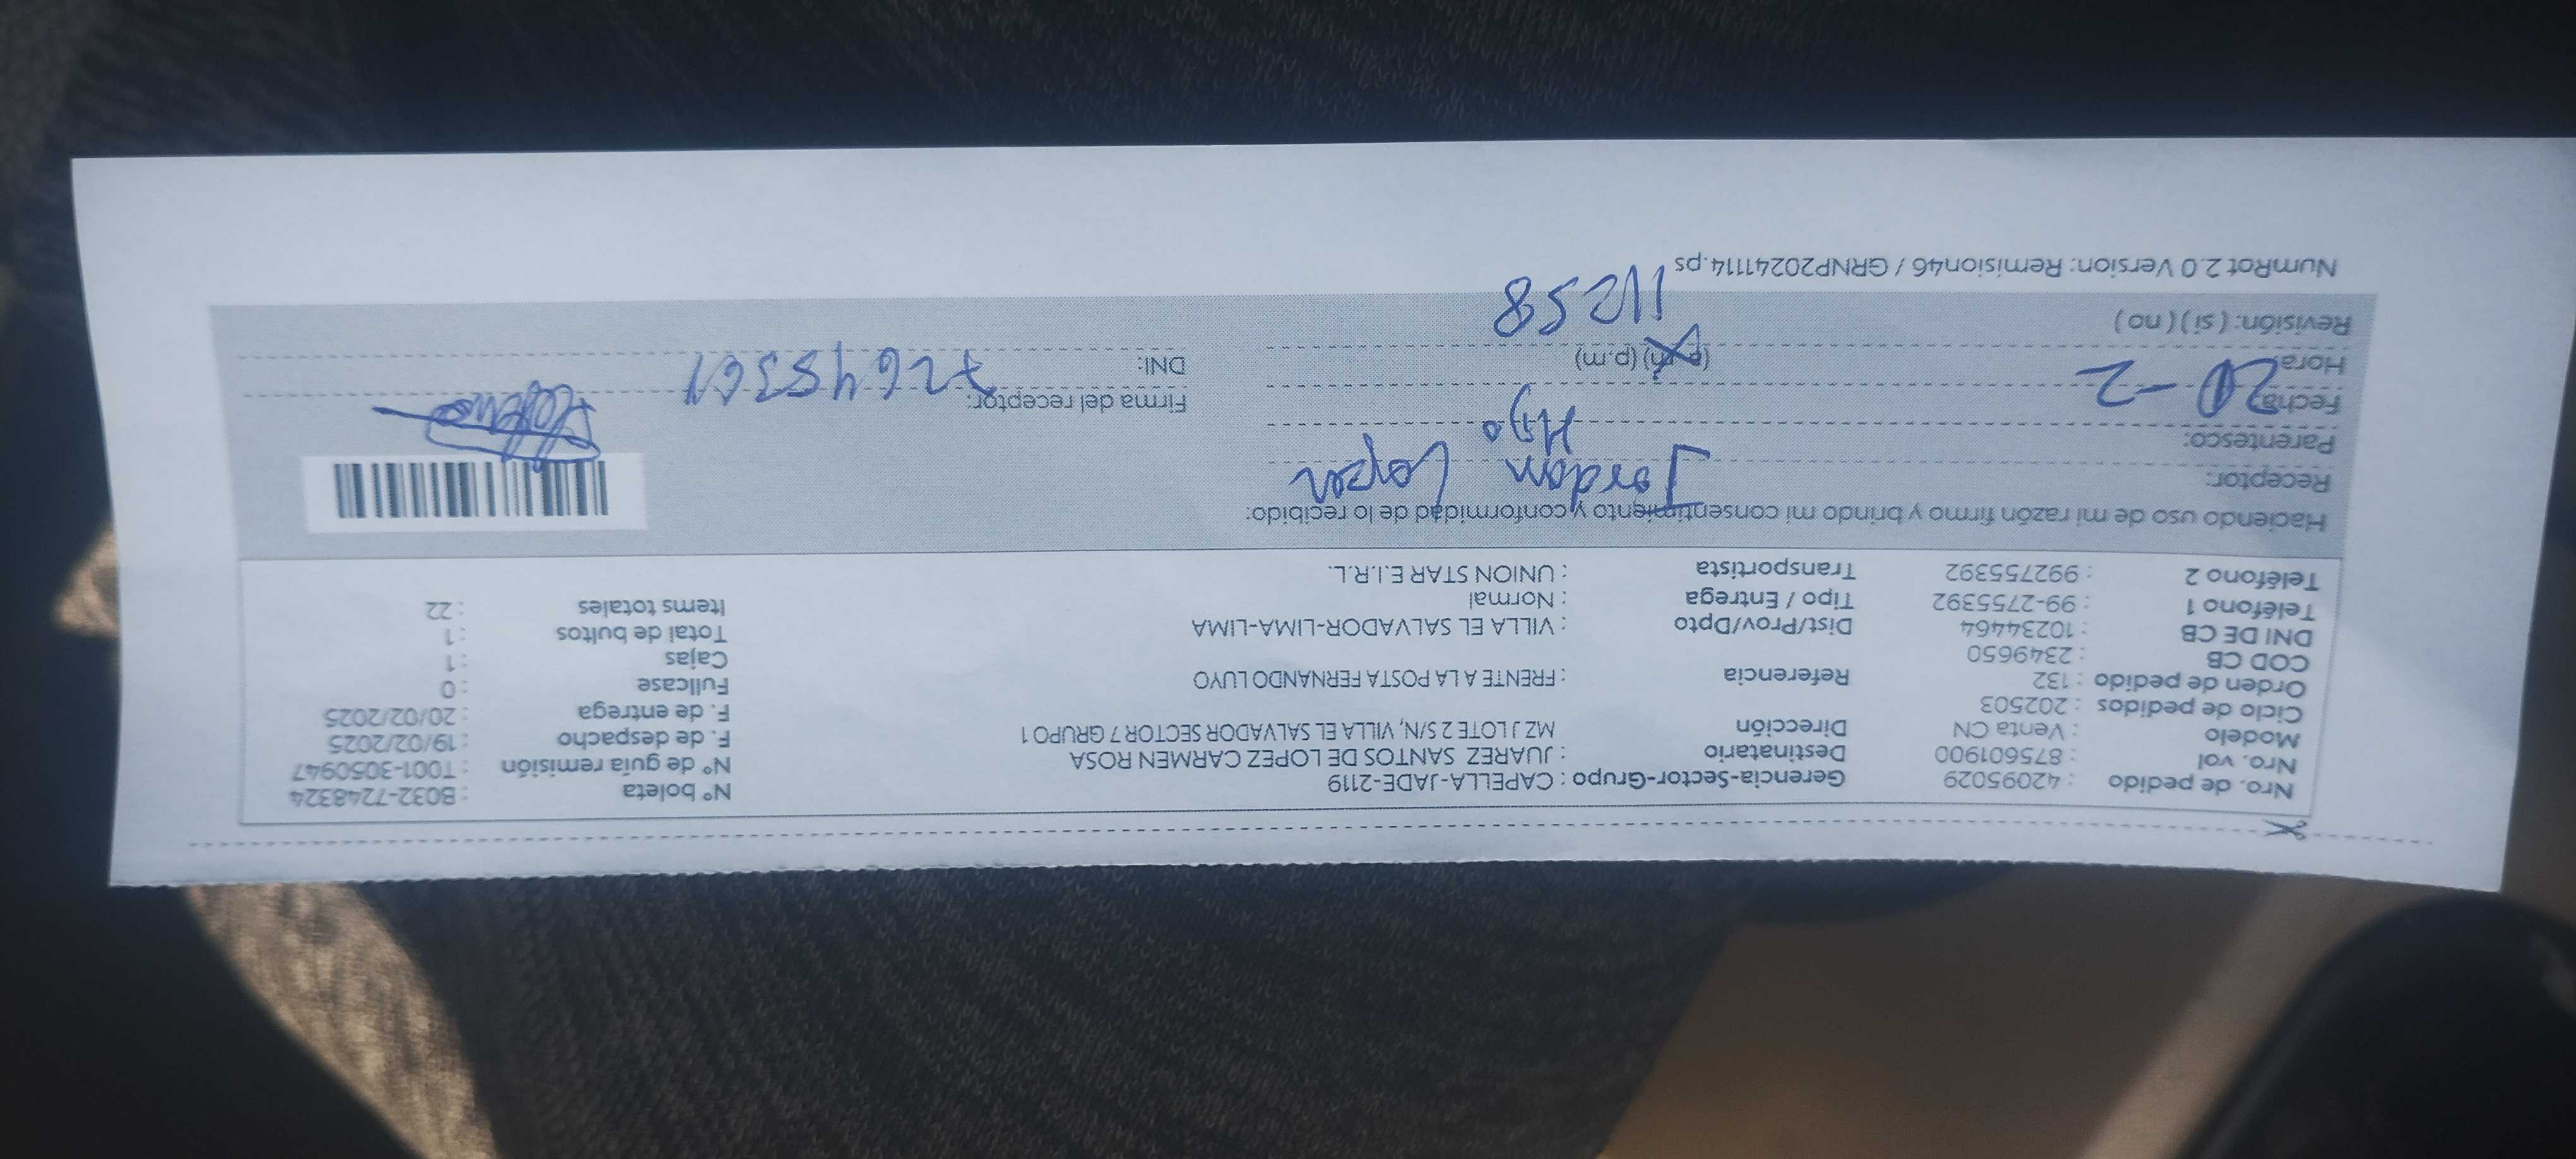 Nro. de pedido : 42095029 Gerencia-Sector-Grupo : CAPELLA-JADE-2119 N° boleta : B032-7248324
Nro. vol : 875601900 Destinatario : JUAREZ SANTOS DE LOPEZ CARMEN ROSA N° de guía remisión : T001-3050947
Modelo : Venta CN Dirección MZ J LOTE 2 S/N, VILLA EL SALVADOR SECTOR 7 GRUPO 1 F. de despacho : 19/02/2025
Ciclo de pedidos : 202503 F. de entrega : 20/02/2025
Orden de pedido : 132 Referencia : FRENTE A LA POSTA FERNANDO LUYO Fullcase : 0
COD CB : 2349650 Cajas : 1
DNI DE CB : 10234464 Dist/Prov/Dpto : VILLA EL SALVADOR-LIMA-LIMA Total de bultos : 1
Teléfono 1 : 99-2755392 Tipo / Entrega : Normal Items totales : 22
Teléfono 2 : 992755392 Transportista : UNION STAR E.I.R.L.
Haciendo uso de mi razón firmo y brindo mi consentimiento y conformidad de lo recibido:
Receptor: Jordan Lopez
Parentesco: Hijo
Fecha: 20-2 Firma del receptor:
Hora: (a.m) (p.m) DNI: 72645361
Revisión: ( si ) ( no ) 11258
NumRot 2.0 Version: Remision46 / GRNP20241114.ps